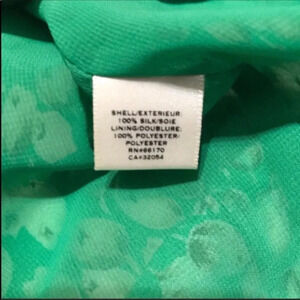 SHELL/EXTERIEUR:
100% SILK/SOIE
LINING/DOUBLURE:
100% POLYESTER/
POLYESTER
RN#66170
CA#32054